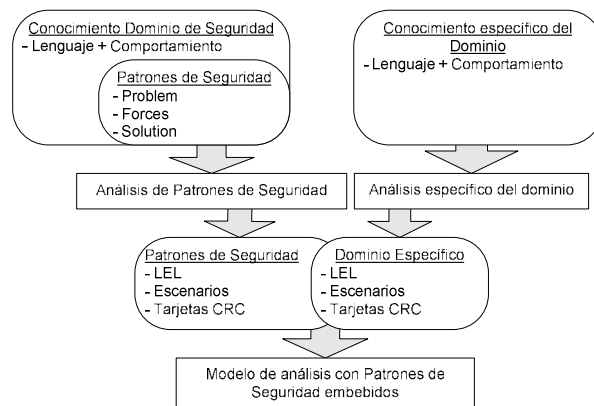 Conocimiento Dominio de Seguridad
- Lenguaje + Comportamiento
Patrones de Seguridad
- Problem
- Forces
- Solution
Conocimiento específico del
Dominio
- Lenguaje + Comportamiento
Análisis de Patrones de Seguridad
Análisis específico del dominio
Patrones de Seguridad
- LEL
- Escenarios
- Tarjetas CRC
Dominio Específico
- LEL
- Escenarios
- Tarjetas CRC
Modelo de análisis con Patrones de
Seguridad embebidos